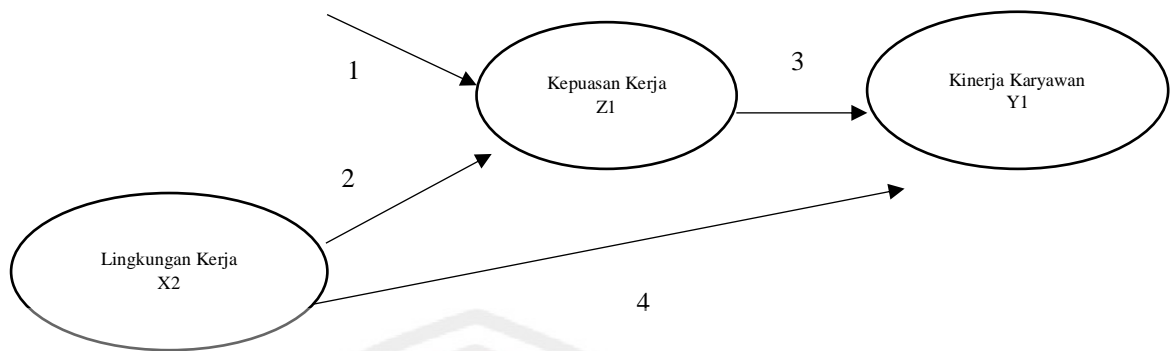 1
Kepuasan Kerja
Z1
3
Kinerja Karyawan
Y1
2
Lingkungan Kerja
X2
4